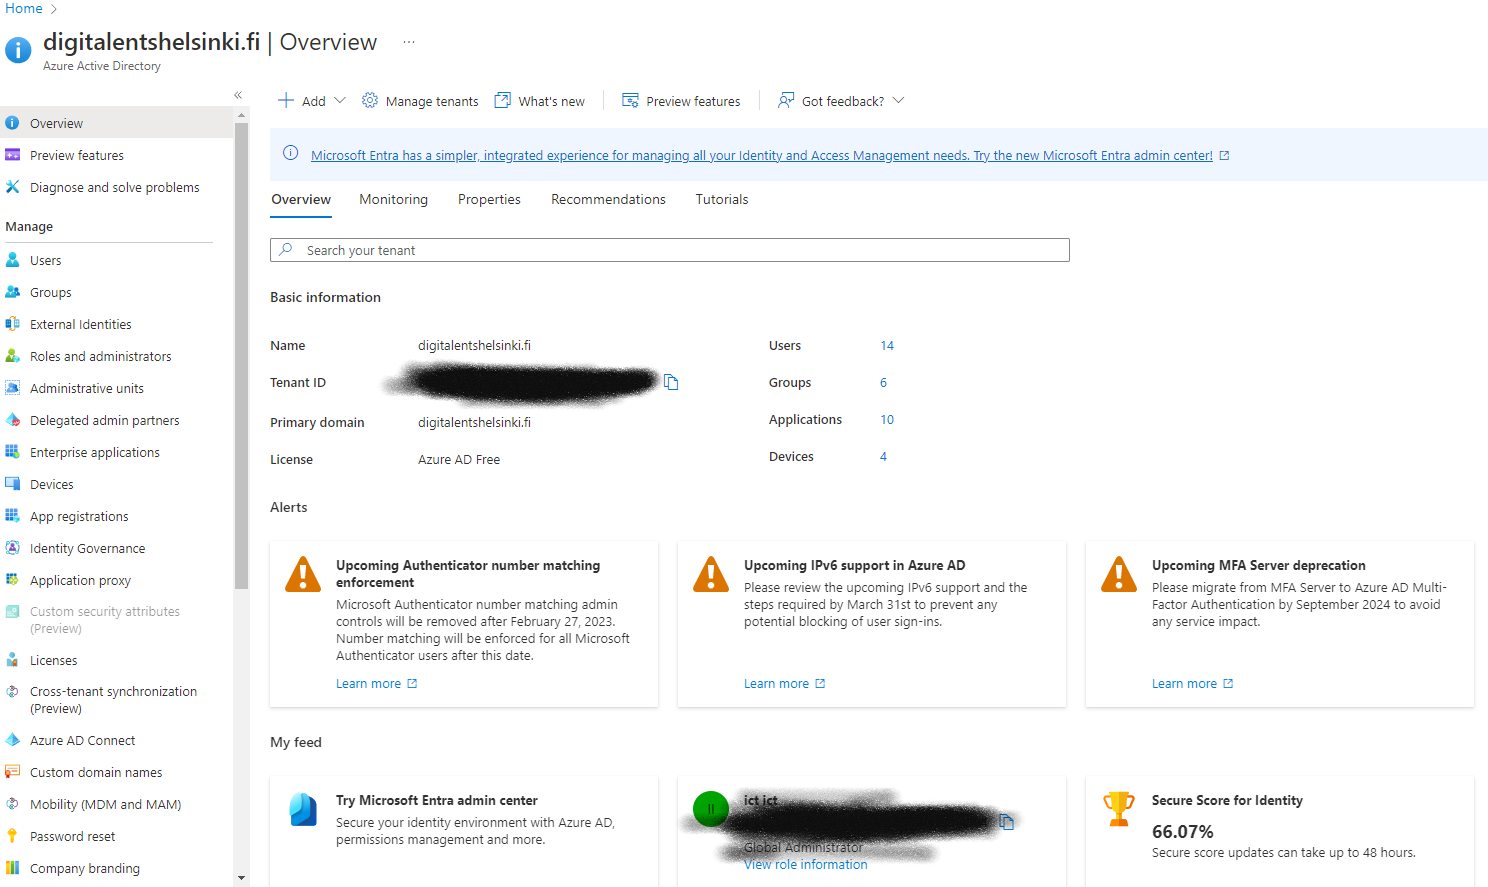 Home
digitalentshelsinki.fi | Overview ...
Azure Active Directory
«
Overview
Preview features
Diagnose and solve problems
Manage
Users
Groups
External Identities
Roles and administrators
Administrative units
Delegated admin partners
Enterprise applications
Devices
App registrations
Identity Governance
Application proxy
Custom security attributes
(Preview)
Licenses
Cross-tenant synchronization
(Preview)
Azure AD Connect
Custom domain names
Mobility (MDM and MAM)
Password reset
Company branding
Add
Manage tenants
What's new
Preview features
Got feedback?
Microsoft Entra has a simpler, integrated experience for managing all your Identity and Access Management needs. Try the new Microsoft Entra admin center!
Overview
Monitoring
Properties
Recommendations
Tutorials
Search your tenant
Basic information
Name digitalentshelsinki.fi
Tenant ID
Primary domain digitalentshelsinki.fi
License Azure AD Free
Users 14
Groups 6
Applications 10
Devices 4
Alerts
Upcoming Authenticator number matching
enforcement
Microsoft Authenticator number matching admin
controls will be removed after February 27, 2023.
Number matching will be enforced for all Microsoft
Authenticator users after this date.
Learn more
Upcoming IPv6 support in Azure AD
Please review the upcoming IPv6 support and the
steps required by March 31st to prevent any
potential blocking of user sign-ins.
Learn more
Upcoming MFA Server deprecation
Please migrate from MFA Server to Azure AD Multi-
Factor Authentication by September 2024 to avoid
any service impact.
Learn more
My feed
Try Microsoft Entra admin center
Secure your identity environment with Azure AD,
permissions management and more.
II
ict ict
Global Administrator
View role information
Secure Score for Identity
66.07%
Secure score updates can take up to 48 hours.